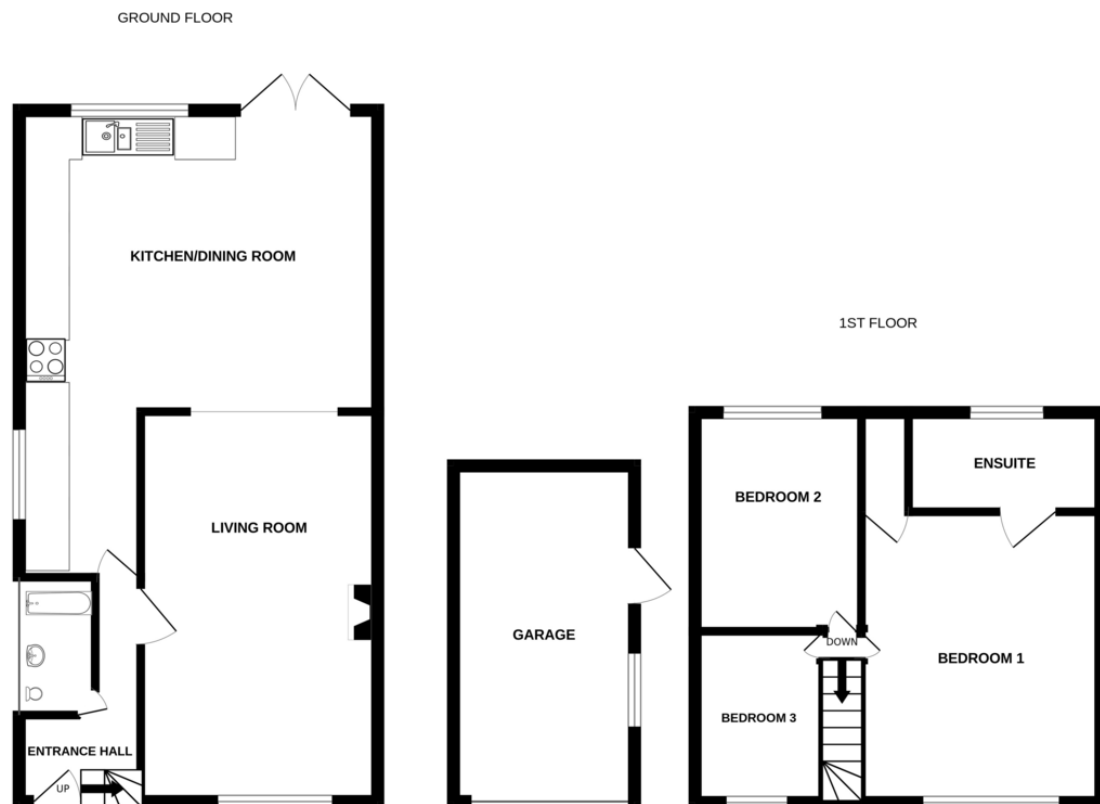 GROUND FLOOR
KITCHEN/DINING ROOM
LIVING ROOM
ENTRANCE HALL
UP
GARAGE
1ST FLOOR
ENSUITE
BEDROOM 2
DOWN
BEDROOM 1
BEDROOM 3